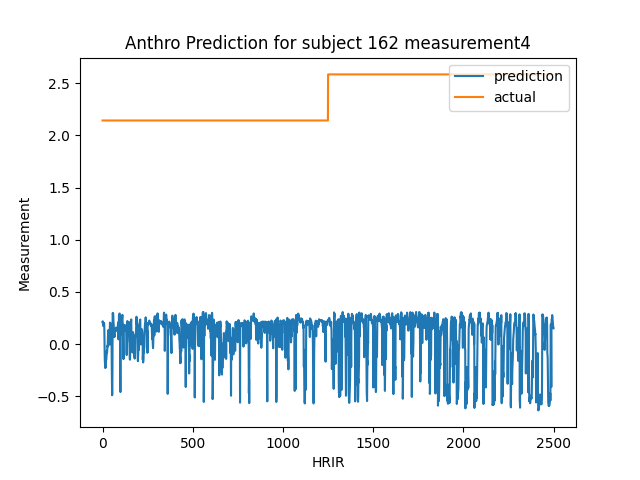 Anthro Prediction for subject 162 measurement4
prediction
actual
2.5
2.0
1.5
1.0
0.5
0.0
−0.5
Measurement
0
500
1000
1500
2000
2500
HRIR